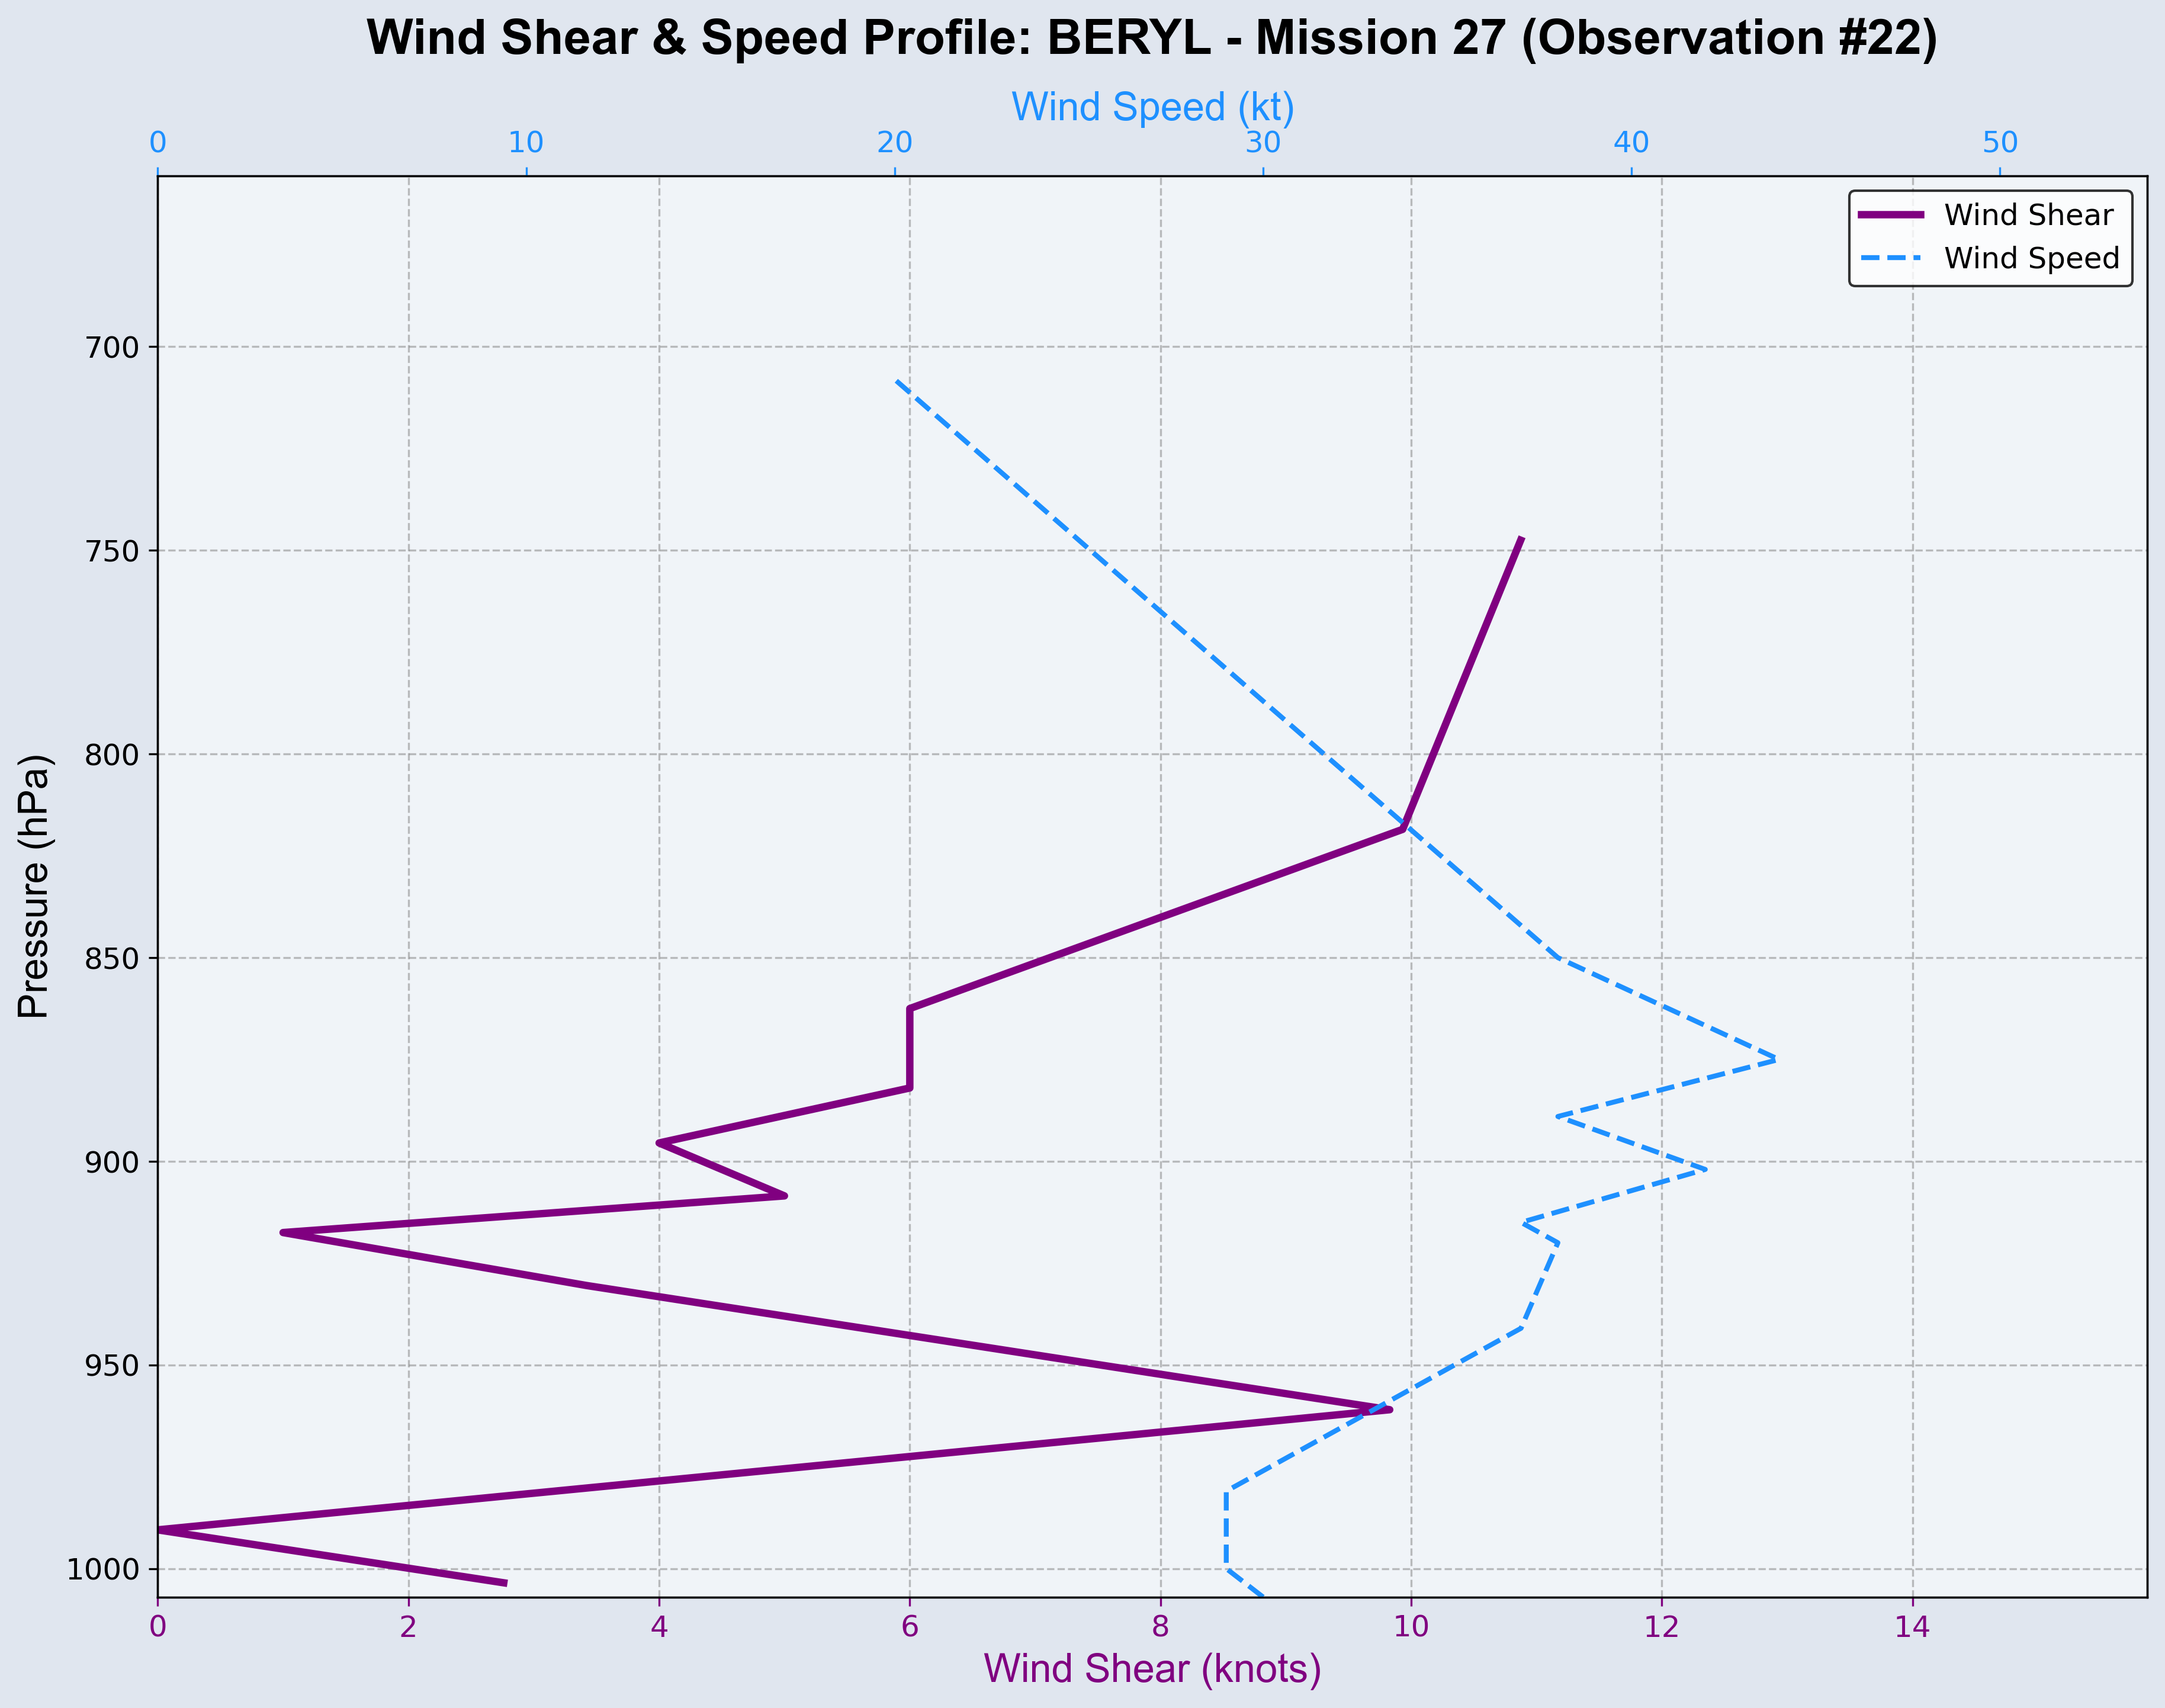 Wind Shear & Speed Profile: BERYL - Mission 27 (Observation #22)
Wind Speed (kt)
0 10 20 30 40 50
Wind Shear
Wind Speed
700
750
800
850
900
950
1000
Pressure (hPa)
0 2 4 6 8 10 12 14
Wind Shear (knots)